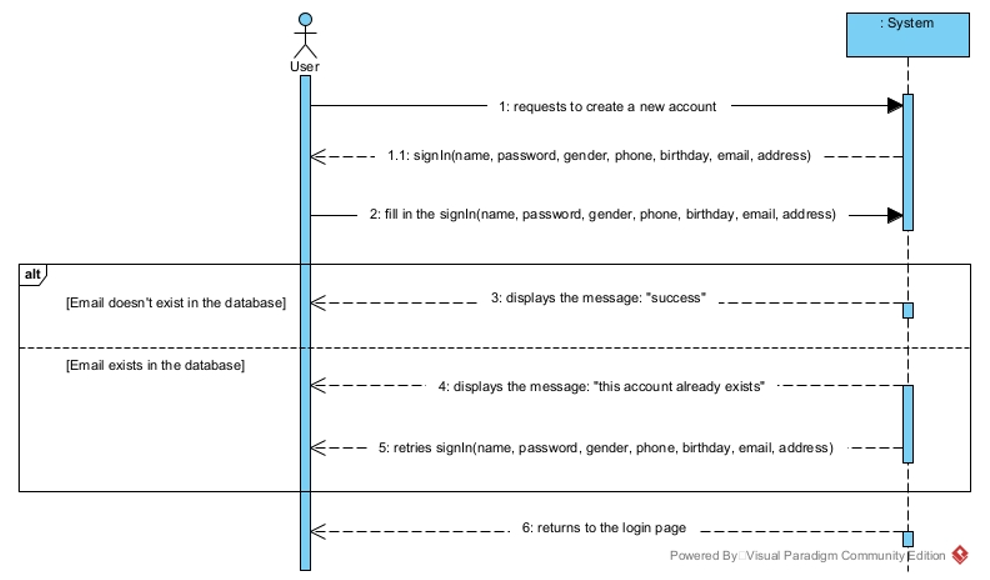 : System
User
1: requests to create a new account
1.1: signIn(name, password, gender, phone, birthday, email, address)
2: fill in the signIn(name, password, gender, phone, birthday, email, address)
alt
[Email doesn't exist in the database]
3: displays the message: "success"
[Email exists in the database]
4: displays the message: "this account already exists"
5: retries signIn(name, password, gender, phone, birthday, email, address)
6: returns to the login page
Powered By Visual Paradigm Community Edition